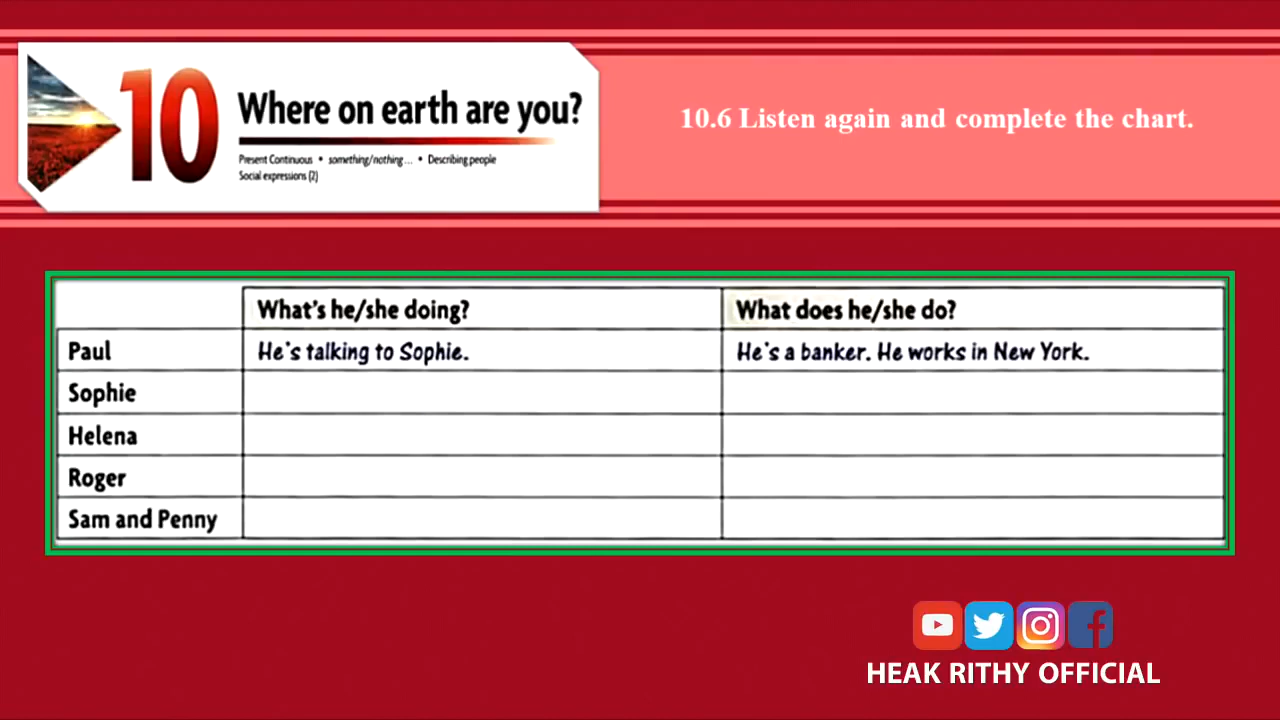 10
Where on earth are you?
Present Continuous • something/nothing ... • Describing people
Social expressions (2)
10.6 Listen again and complete the chart.
What's he/she doing? What does he/she do?
Paul He's talking to Sophie. He's a banker. He works in New York.
Sophie
Helena
Roger
Sam and Penny
HEAK RITHY OFFICIAL